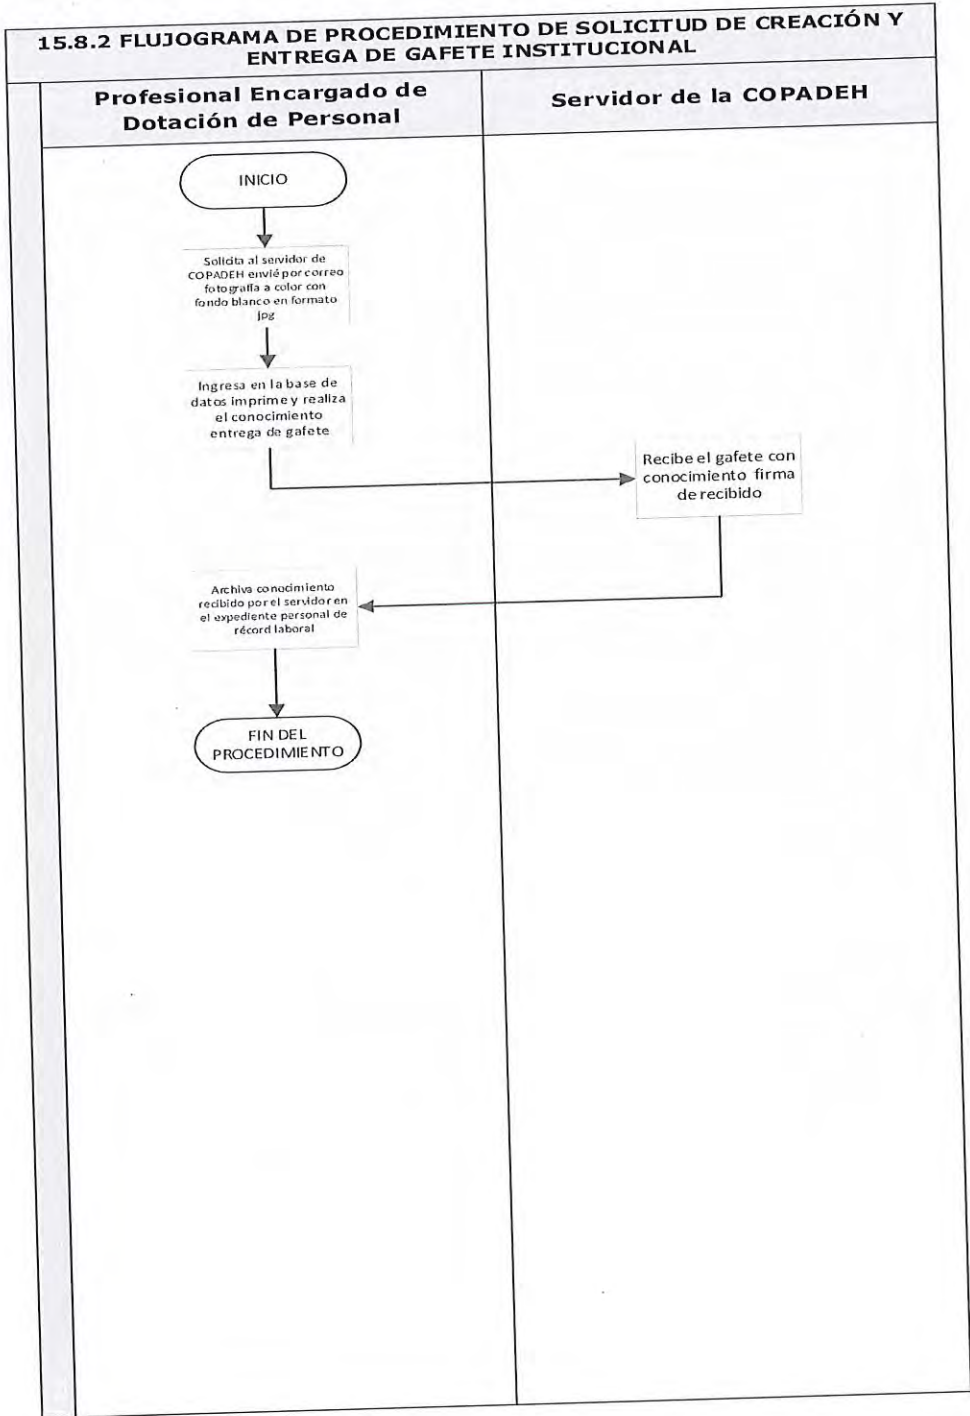 15.8.2 FLUJOGRAMA DE PROCEDIMIENTO DE SOLICITUD DE CREACIÓN Y
ENTREGA DE GAFETE INSTITUCIONAL
Profesional Encargado de
Dotación de Personal
Servidor de la COPADEH
INICIO
Solicita al servidor de
COPADEH envié por correo
fotografía a color con
fondo blanco en formato
jpg
Ingresa en la base de
datos imprime y realiza
el conocimiento
entrega de gafete
Recibe el gafete con
conocimiento firma
de recibido
Archiva conocimiento
recibido por el servidor en
el expediente personal de
récord laboral
FIN DEL
PROCEDIMIENTO